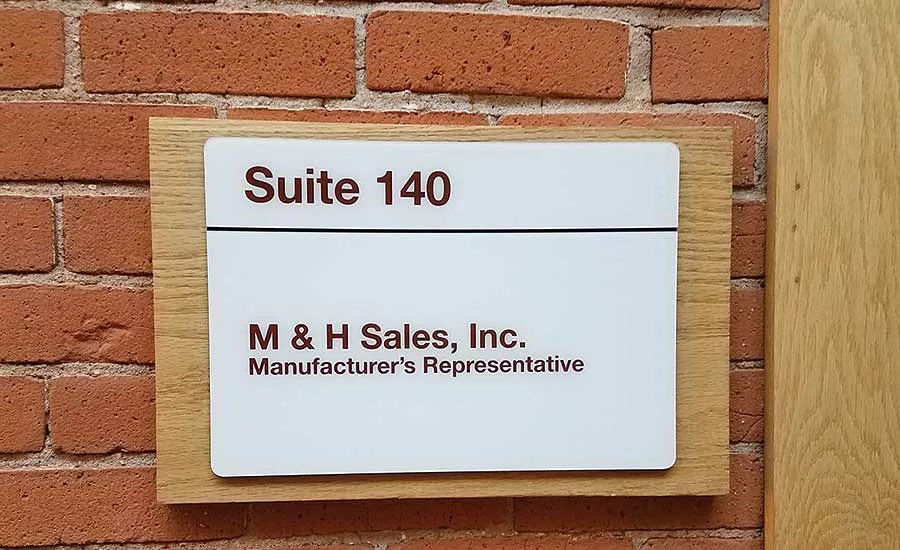 Suite 140
M & H Sales, Inc.
Manufacturer’s Representative